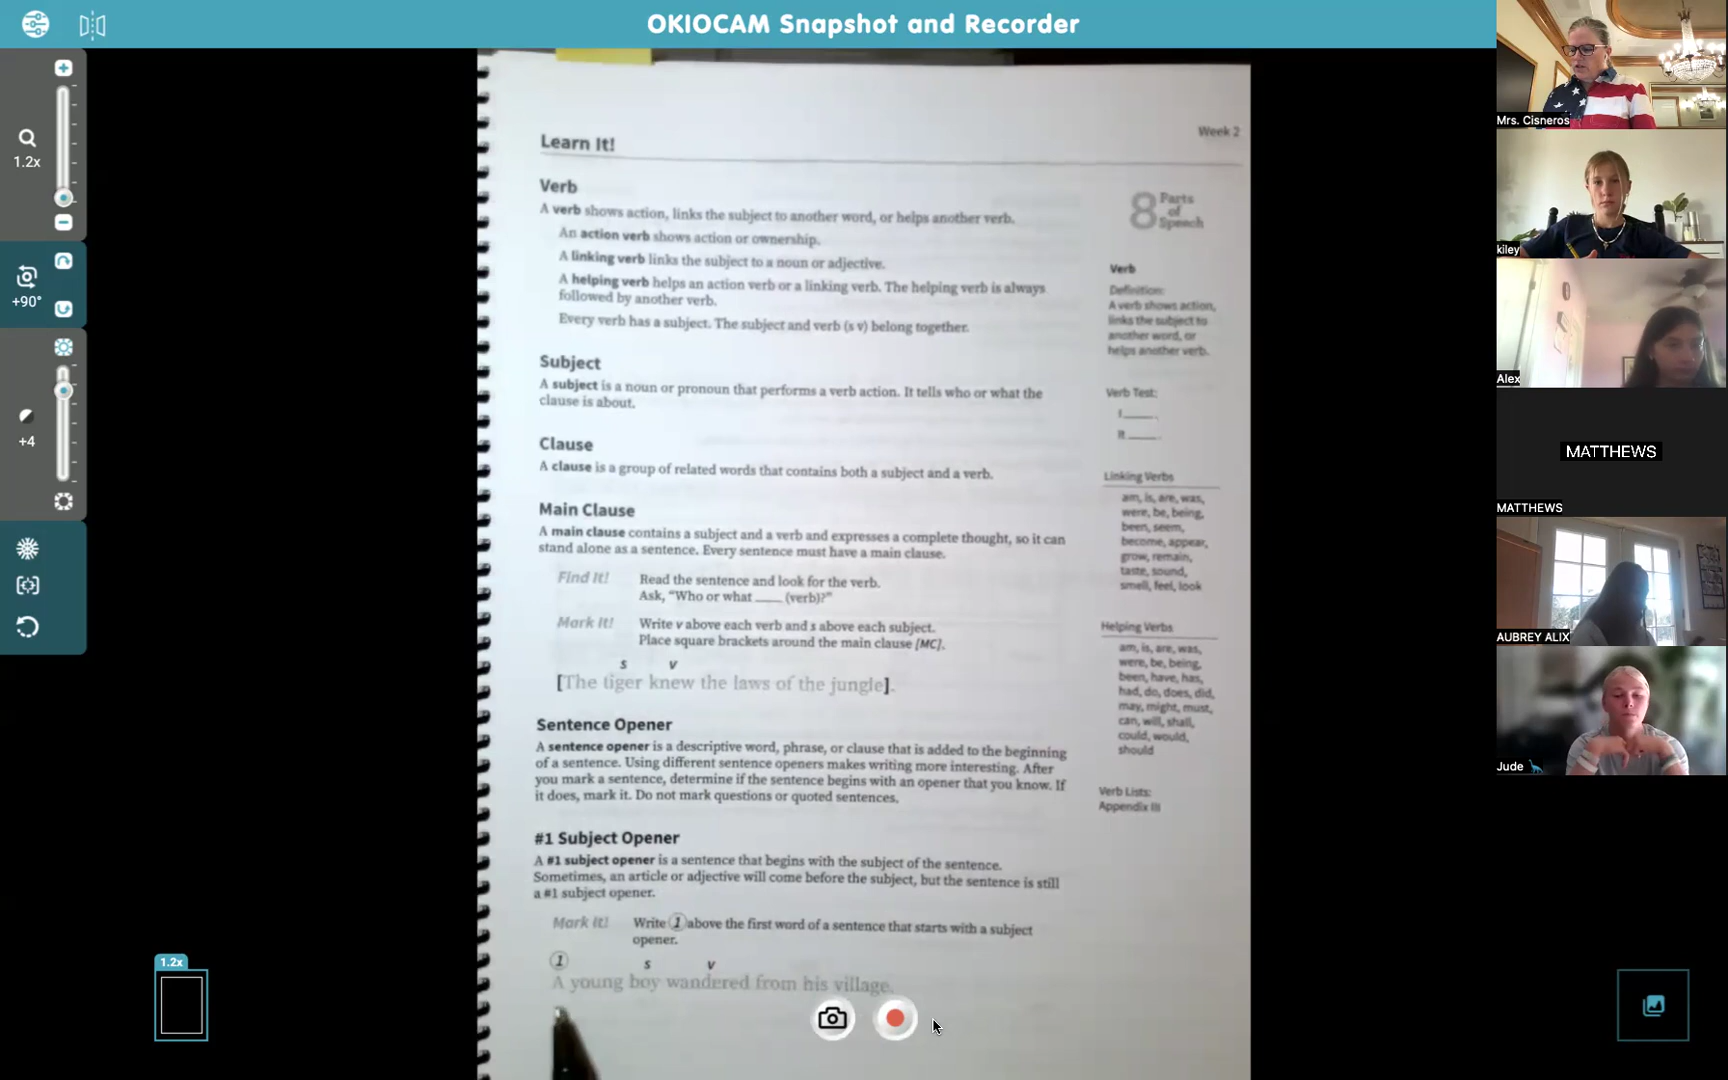 OKIOCAM Snapshot and Recorder
1.2x
+90°
+4
1.2x
Week 2
Learn It!
Verb
A verb shows action, links the subject to another word, or helps another verb.
An action verb shows action or ownership.
A linking verb links the subject to a noun or adjective.
A helping verb helps an action verb or a linking verb. The helping verb is always
followed by another verb.
Every verb has a subject. The subject and verb (s v) belong together.
Subject
A subject is a noun or pronoun that performs a verb action. It tells who or what the
clause is about.
Clause
A clause is a group of related words that contains both a subject and a verb.
Main Clause
A main clause contains a subject and a verb and expresses a complete thought, so it can
stand alone as a sentence. Every sentence must have a main clause.
Find It! Read the sentence and look for the verb.
Ask, "Who or what ____ (verb)?"
Mark It! Write v above each verb and s above each subject.
Place square brackets around the main clause [MC].
s v
[The tiger knew the laws of the jungle].
Sentence Opener
A sentence opener is a descriptive word, phrase, or clause that is added to the beginning
of a sentence. Using different sentence openers makes writing more interesting. After
you mark a sentence, determine if the sentence begins with an opener that you know. If
it does, mark it. Do not mark questions or quoted sentences.
#1 Subject Opener
A #1 subject opener is a sentence that begins with the subject of the sentence.
Sometimes, an article or adjective will come before the subject, but the sentence is still
a #1 subject opener.
Mark It! Write 1 above the first word of a sentence that starts with a subject
opener.
1 s v
A young boy wandered from his village.
8 Parts
of
Speech
Verb
Definition:
A verb shows action,
links the subject to
another word, or
helps another verb.
Verb Test:
I ____.
It ____.
Linking Verbs
am, is, are, was,
were, be, being,
been, seem,
become, appear,
grow, remain,
taste, sound,
smell, feel, look
Helping Verbs
am, is, are, was,
were, be, being,
been, have, has,
had, do, does, did,
may, might, must,
can, will, shall,
could, would,
should
Verb Lists:
Appendix III
Mrs. Cisneros
kiley
Alex
MATTHEWS
MATTHEWS
AUBREY ALIX
Jude